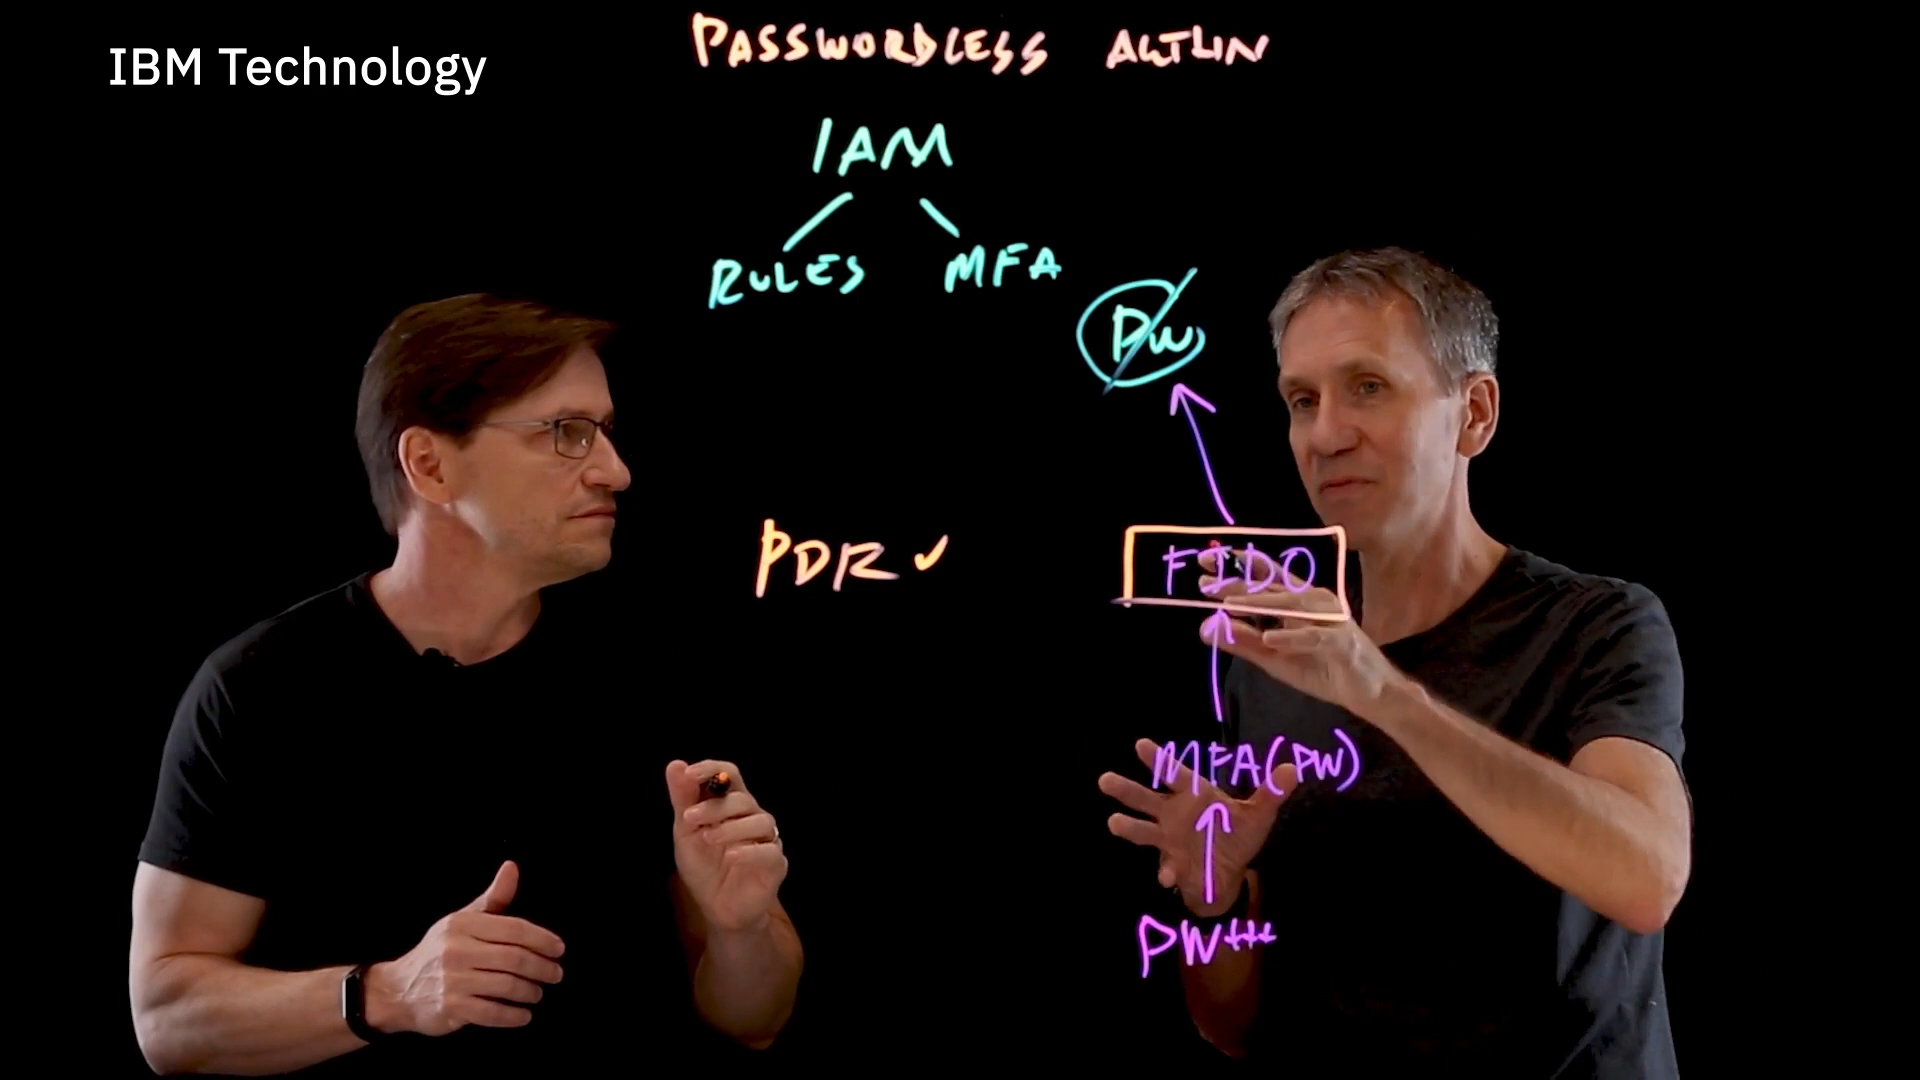 IBM Technology
PASSWORDLESS AUTHN
IAM
RULES MFA
PW
PDR ✓
FIDO
MFA(PW)
PW+++